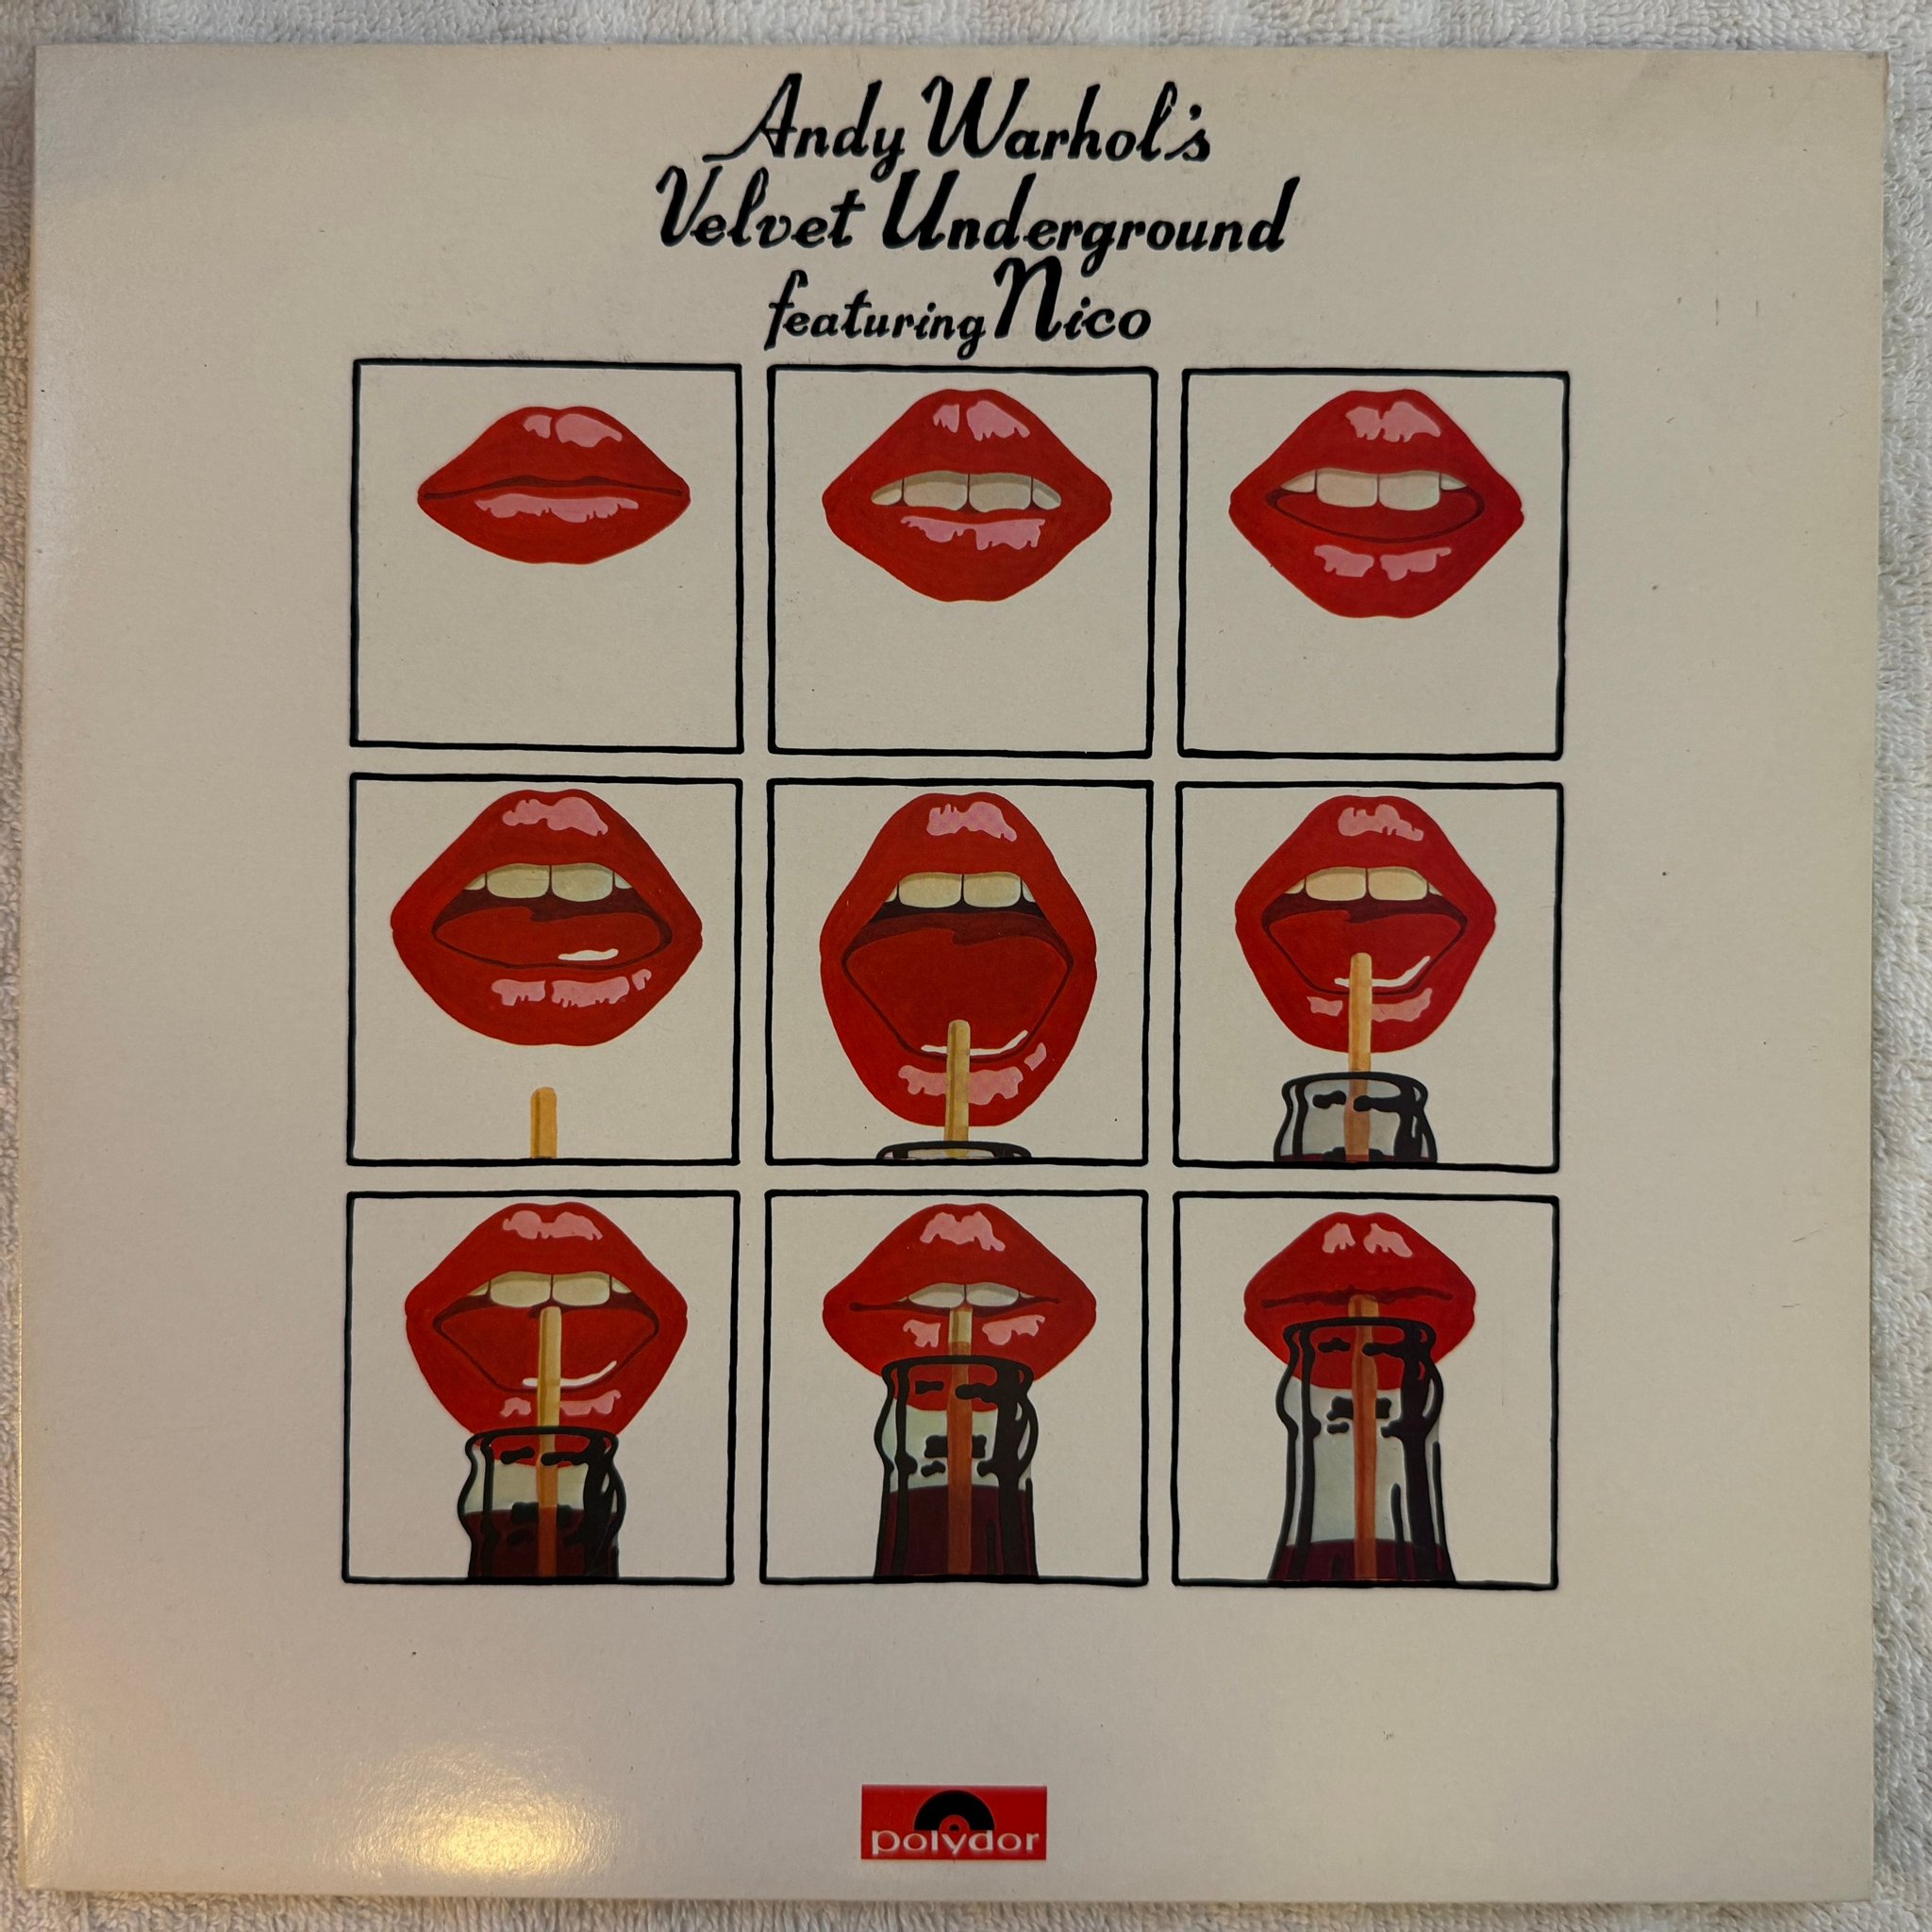 Andy Warhol's
Velvet Underground
featuring Nico
polydor